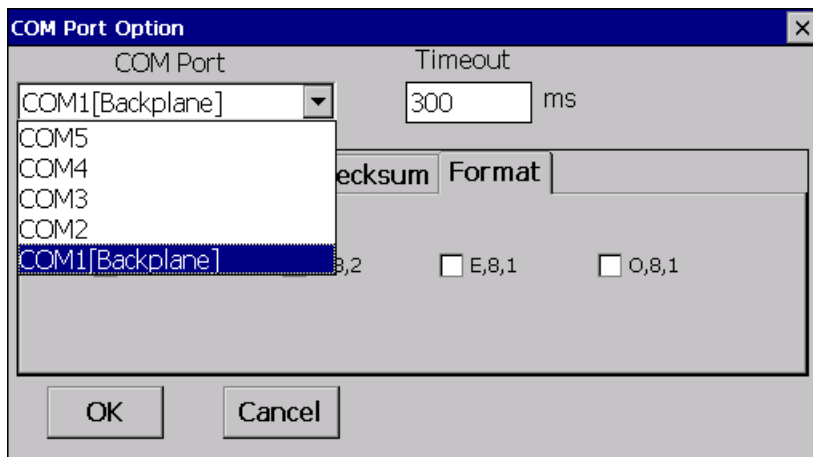 COM Port Option
COM Port Timeout
COM1[Backplane] 300 ms
COM5
COM4
COM3
COM2
COM1[Backplane]
ecksum Format
,2 E,8,1 O,8,1
OK Cancel